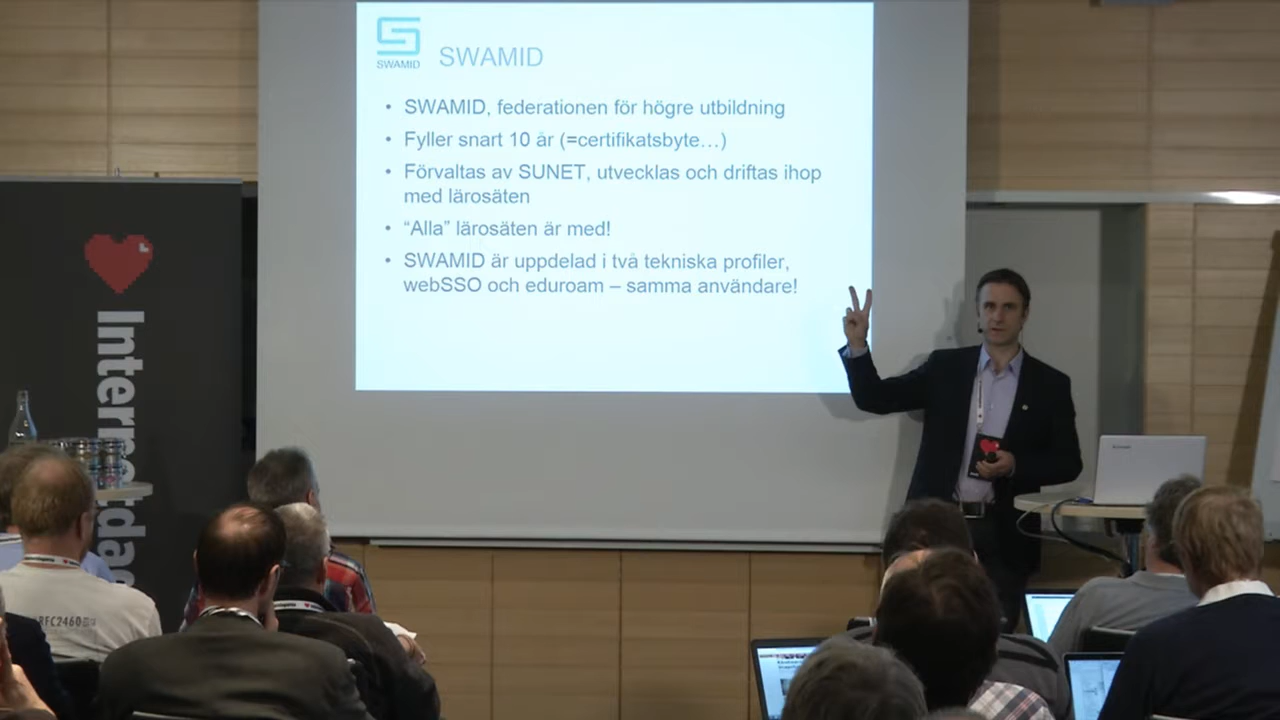 SWAMID
SWAMID
• SWAMID, federationen för högre utbildning
• Fyller snart 10 år (=certifikatsbyte…)
• Förvaltas av SUNET, utvecklas och driftas ihop
med lärosäten
• “Alla” lärosäten är med!
• SWAMID är uppdelad i två tekniska profiler,
webSSO och eduroam – samma användare!
RFC2460